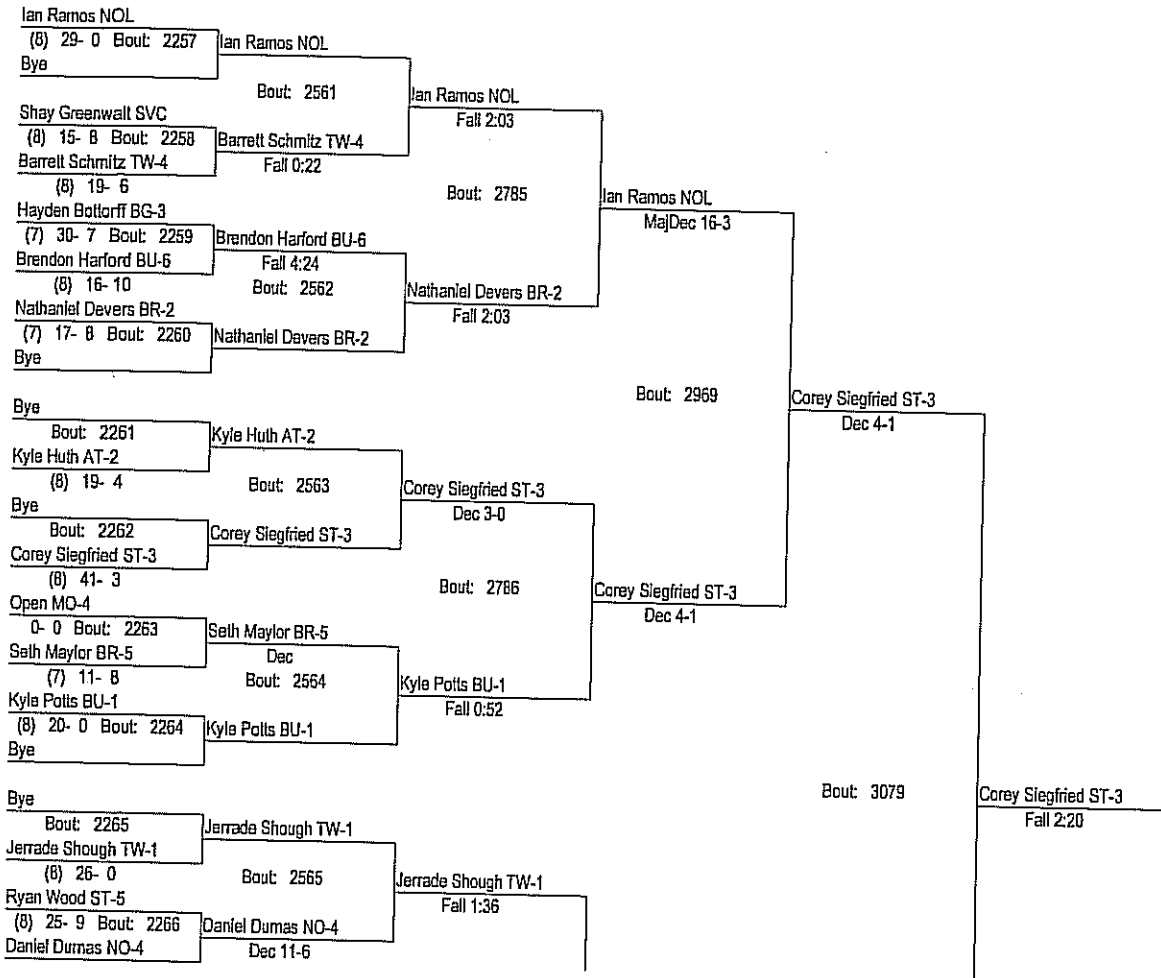 Ian Ramos NOL
(8) 29- 0 Bout: 2257
Bye
Ian Ramos NOL
Bout: 2561
Shay Greenwalt SVC
(8) 15- 8 Bout: 2258
Barrett Schmitz TW-4
(8) 19- 6
Barrett Schmitz TW-4
Fall 0:22
Ian Ramos NOL
Fall 2:03
Bout: 2785
Hayden Bottorff BG-3
(7) 30- 7 Bout: 2259
Brendon Harford BU-6
(8) 16- 10
Brendon Harford BU-6
Fall 4:24
Bout: 2562
Nathaniel Devers BR-2
(7) 17- 8 Bout: 2260
Bye
Nathaniel Devers BR-2
Nathaniel Devers BR-2
Fall 2:03
Ian Ramos NOL
MajDec 16-3
Bout: 2969
Bye
Bout: 2261
Kyle Huth AT-2
(8) 19- 4
Kyle Huth AT-2
Bout: 2563
Bye
Bout: 2262
Corey Siegfried ST-3
(8) 41- 3
Corey Siegfried ST-3
Corey Siegfried ST-3
Dec 3-0
Bout: 2786
Open MO-4
0- 0 Bout: 2263
Seth Maylor BR-5
(7) 11- 8
Seth Maylor BR-5
Dec
Bout: 2564
Kyle Potts BU-1
(8) 20- 0 Bout: 2264
Bye
Kyle Potts BU-1
Kyle Potts BU-1
Fall 0:52
Corey Siegfried ST-3
Dec 4-1
Corey Siegfried ST-3
Dec 4-1
Bout: 3079
Corey Siegfried ST-3
Fall 2:20
Bye
Bout: 2265
Jerrade Shough TW-1
(8) 26- 0
Jerrade Shough TW-1
Bout: 2565
Ryan Wood ST-5
(8) 25- 9 Bout: 2266
Daniel Dumas NO-4
Daniel Dumas NO-4
Dec 11-6
Jerrade Shough TW-1
Fall 1:36